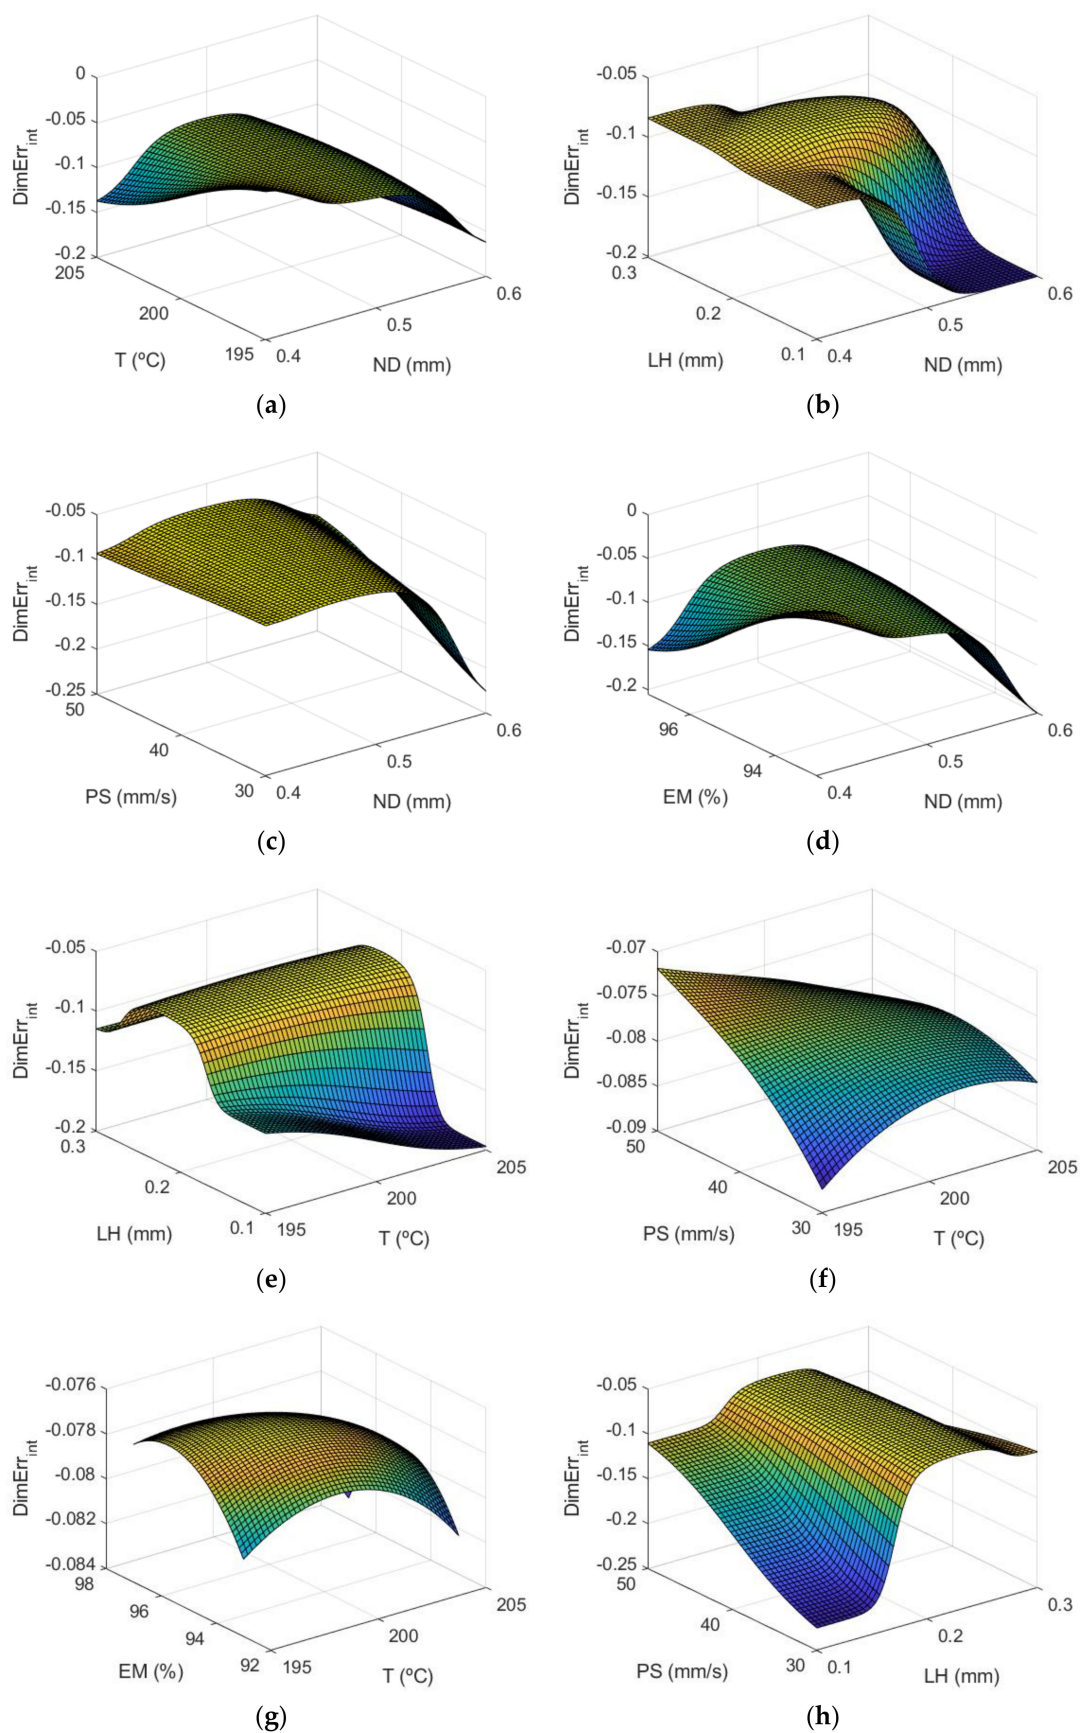 0
-0.05
-0.1
-0.15
-0.2
DimErr_int
205
200
195
T (ºC)
0.4
0.5
0.6
ND (mm)
(a)
-0.05
-0.1
-0.15
-0.2
DimErr_int
0.3
0.2
0.1
LH (mm)
0.4
0.5
0.6
ND (mm)
(b)
-0.05
-0.1
-0.15
-0.2
-0.25
DimErr_int
50
40
30
PS (mm/s)
0.4
0.5
0.6
ND (mm)
(c)
0
-0.05
-0.1
-0.15
-0.2
DimErr_int
96
94
EM (%)
0.4
0.5
0.6
ND (mm)
(d)
-0.05
-0.1
-0.15
-0.2
DimErr_int
0.3
0.2
0.1
LH (mm)
195
200
205
T (ºC)
(e)
-0.07
-0.075
-0.08
-0.085
-0.09
DimErr_int
50
40
30
PS (mm/s)
195
200
205
T (ºC)
(f)
-0.076
-0.078
-0.08
-0.082
-0.084
DimErr_int
98
96
94
92
EM (%)
195
200
205
T (ºC)
(g)
-0.05
-0.1
-0.15
-0.2
-0.25
DimErr_int
50
40
30
PS (mm/s)
0.1
0.2
0.3
LH (mm)
(h)